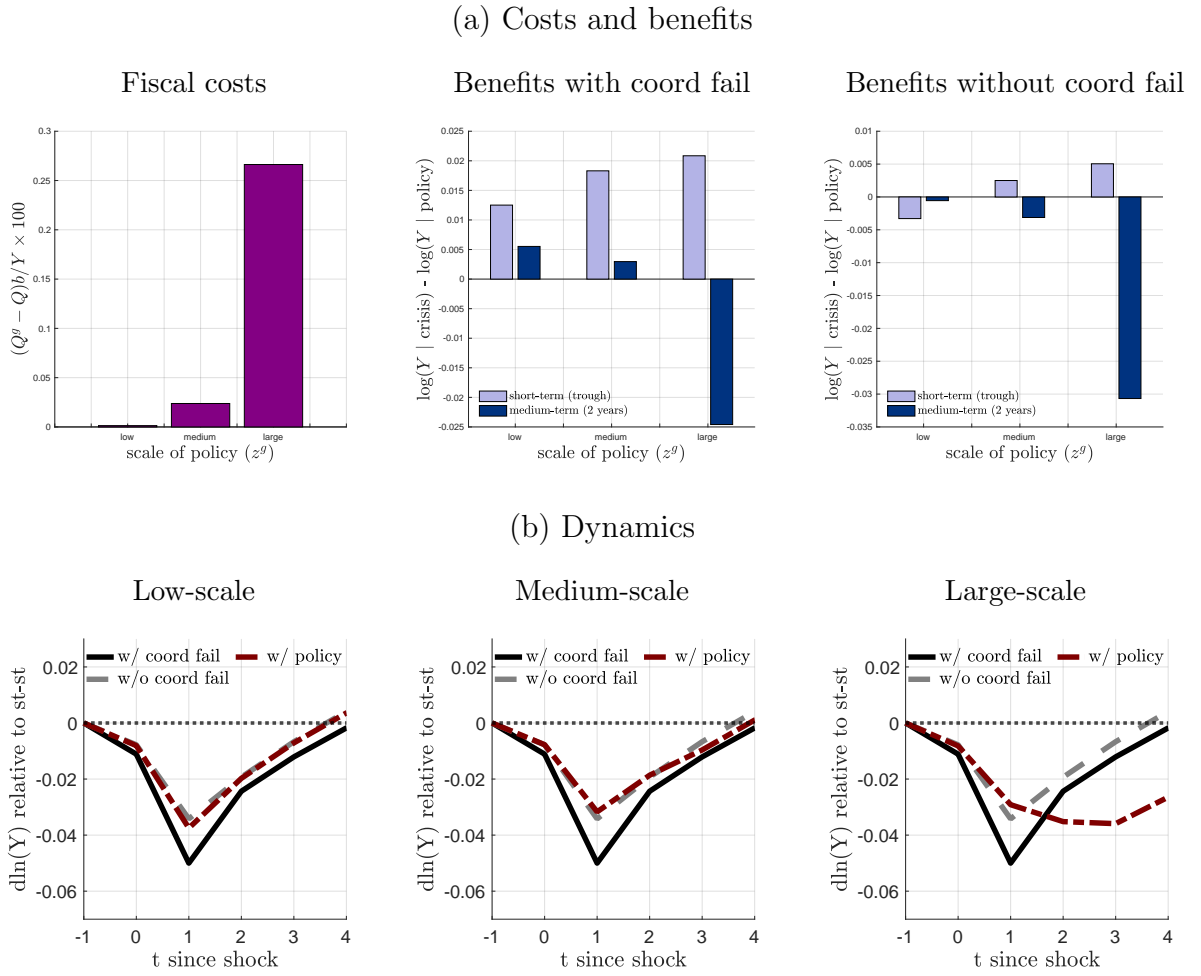 (a) Costs and benefits
Fiscal costs
Benefits with coord fail
Benefits without coord fail
(Q^g − Q)b/Y × 100
0.3
0.25
0.2
0.15
0.1
0.05
0
low medium large
scale of policy (z^g)
log(Y | crisis) - log(Y | policy)
0.025
0.02
0.015
0.01
0.005
0
-0.005
-0.01
-0.015
-0.02
-0.025
short-term (trough)
medium-term (2 years)
low medium large
scale of policy (z^g)
log(Y | crisis) - log(Y | policy)
0.01
0.005
0
-0.005
-0.01
-0.015
-0.02
-0.025
-0.03
-0.035
short-term (trough)
medium-term (2 years)
low medium large
scale of policy (z^g)
(b) Dynamics
Low-scale
Medium-scale
Large-scale
dln(Y) relative to st-st
0.02
0
-0.02
-0.04
-0.06
w/ coord fail w/ policy
w/o coord fail
-1 0 1 2 3 4
t since shock
dln(Y) relative to st-st
0.02
0
-0.02
-0.04
-0.06
w/ coord fail w/ policy
w/o coord fail
-1 0 1 2 3 4
t since shock
dln(Y) relative to st-st
0.02
0
-0.02
-0.04
-0.06
w/ coord fail w/ policy
w/o coord fail
-1 0 1 2 3 4
t since shock